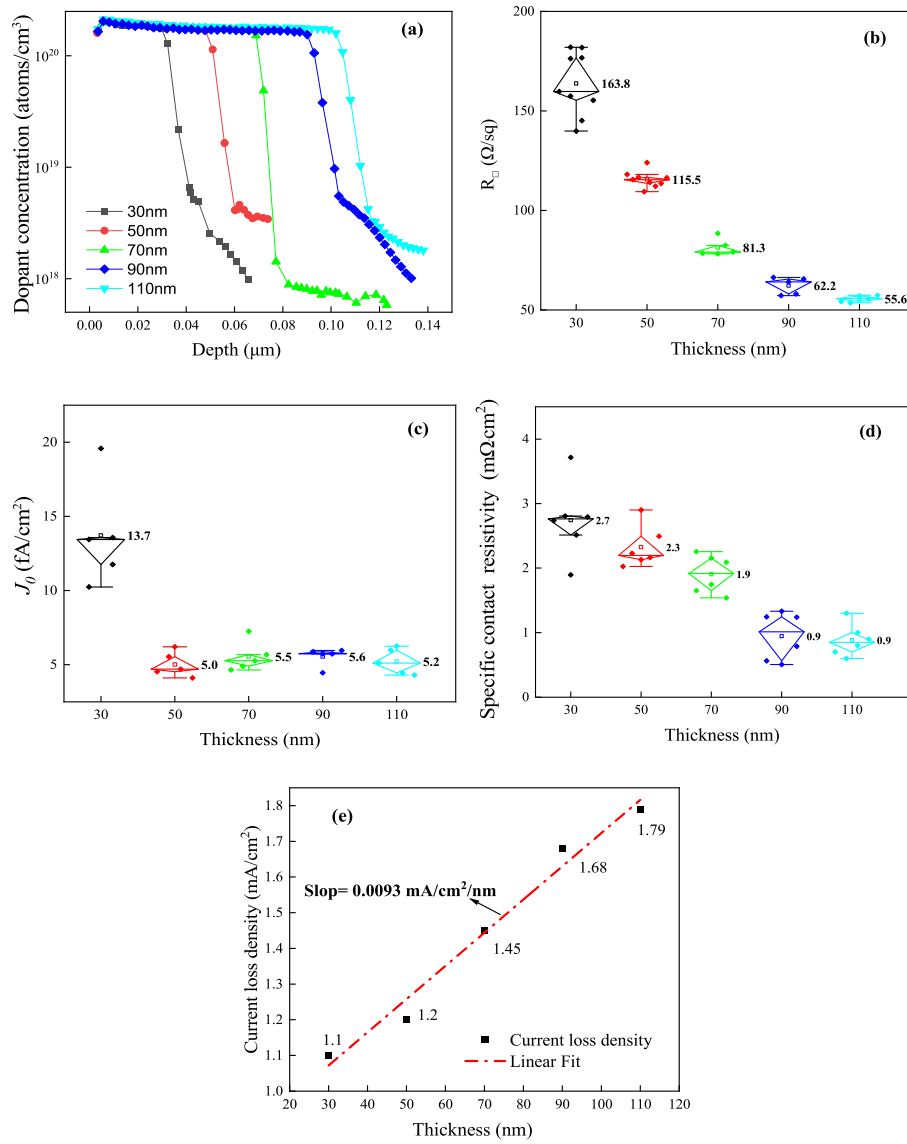 (a)
Dopant concentration (atoms/cm³)
10²⁰
10¹⁹
10¹⁸
30nm
50nm
70nm
90nm
110nm
0.00 0.02 0.04 0.06 0.08 0.10 0.12 0.14
Depth (μm)
(b)
R□ (Ω/sq)
200
150
100
50
163.8
115.5
81.3
62.2
55.6
30 50 70 90 110
Thickness (nm)
(c)
J₀ (fA/cm²)
20
15
10
5
13.7
5.0
5.5
5.6
5.2
30 50 70 90 110
Thickness (nm)
(d)
Specific contact resistivity (mΩcm²)
4
3
2
1
0
2.7
2.3
1.9
0.9
0.9
30 50 70 90 110
Thickness (nm)
(e)
Current loss density (mA/cm²)
1.8
1.7
1.6
1.5
1.4
1.3
1.2
1.1
1.0
1.79
1.68
Slop= 0.0093 mA/cm²/nm
1.45
1.2
1.1
Current loss density
Linear Fit
20 30 40 50 60 70 80 90 100 110 120
Thickness (nm)